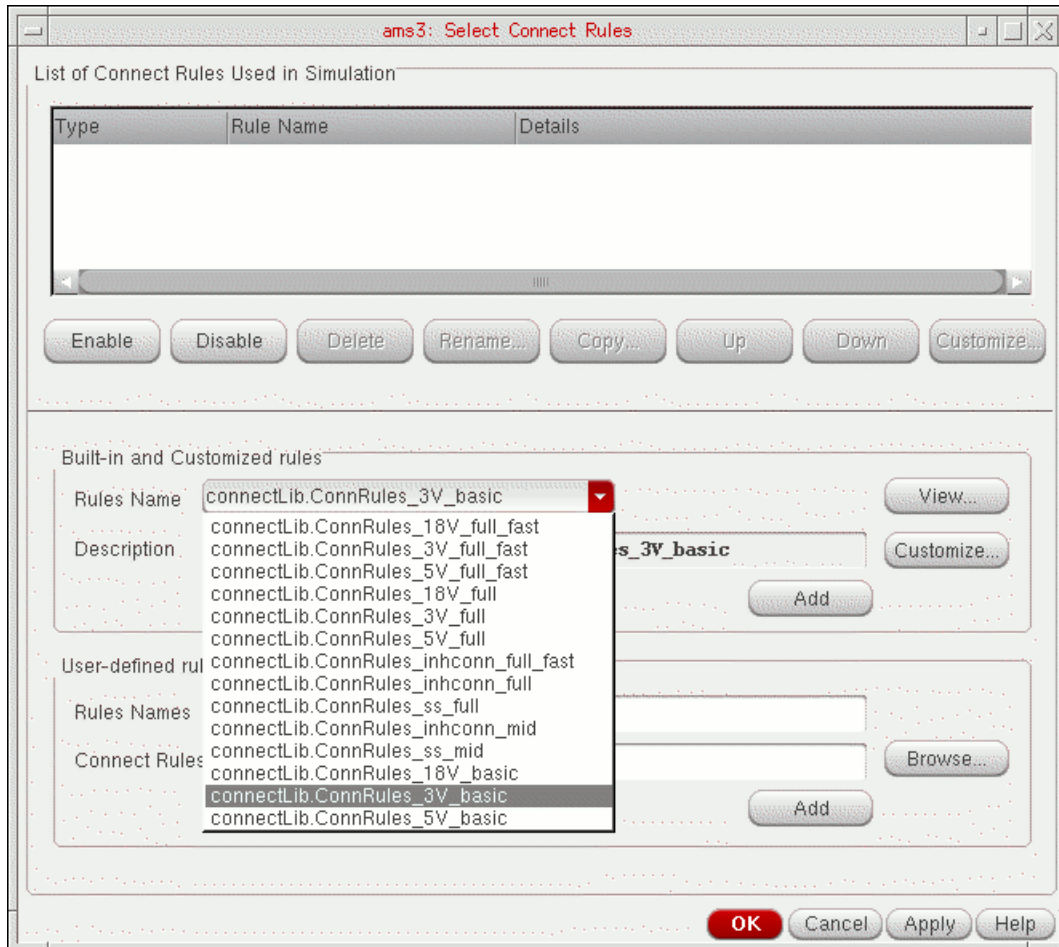 ams3: Select Connect Rules
List of Connect Rules Used in Simulation
Type Rule Name Details
Enable Disable Delete Rename... Copy... Up Down Customize...
Built-in and Customized rules
Rules Name connectLib.ConnRules_3V_basic View...
connectLib.ConnRules_18V_full_fast
Description connectLib.ConnRules_3V_full_fast s_3V_basic Customize...
connectLib.ConnRules_5V_full_fast
connectLib.ConnRules_18V_full Add
connectLib.ConnRules_3V_full
connectLib.ConnRules_5V_full
User-defined rul connectLib.ConnRules_inhconn_full_fast
connectLib.ConnRules_inhconn_full
Rules Names connectLib.ConnRules_ss_full
connectLib.ConnRules_inhconn_mid
Connect Rules connectLib.ConnRules_ss_mid Browse...
connectLib.ConnRules_18V_basic
connectLib.ConnRules_3V_basic Add
connectLib.ConnRules_5V_basic
OK Cancel Apply Help